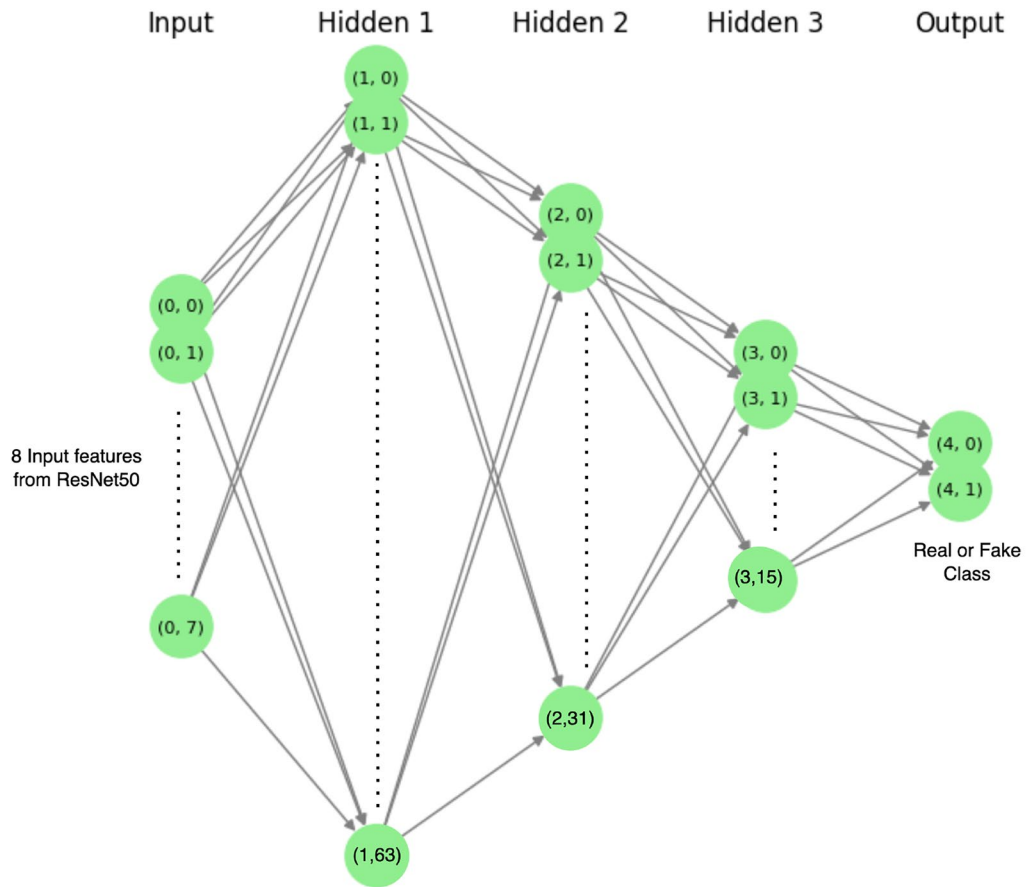 Input
Hidden 1
Hidden 2
Hidden 3
Output
(1, 0)
(1, 1)
(2, 0)
(2, 1)
(0, 0)
(0, 1)
(3, 0)
(3, 1)
(4, 0)
(4, 1)
8 Input features
from ResNet50
Real or Fake
Class
(3,15)
(0, 7)
(2,31)
(1,63)